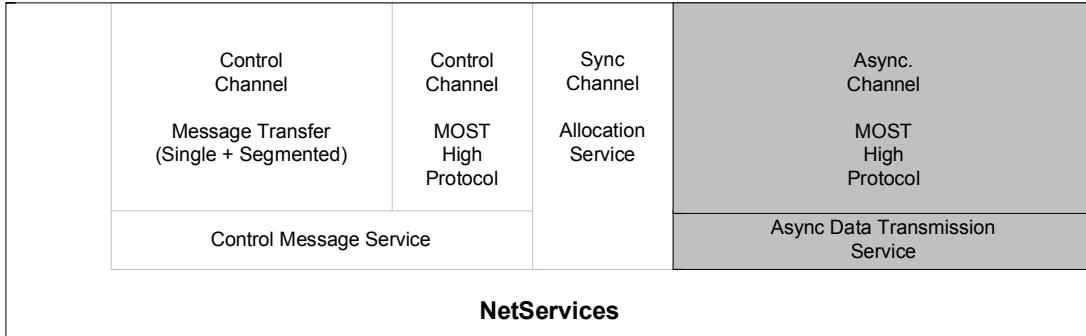 Control
Channel
Message Transfer
(Single + Segmented)
Control
Channel
MOST
High
Protocol
Sync
Channel
Allocation
Service
Async.
Channel
MOST
High
Protocol
Control Message Service
Async Data Transmission
Service
NetServices